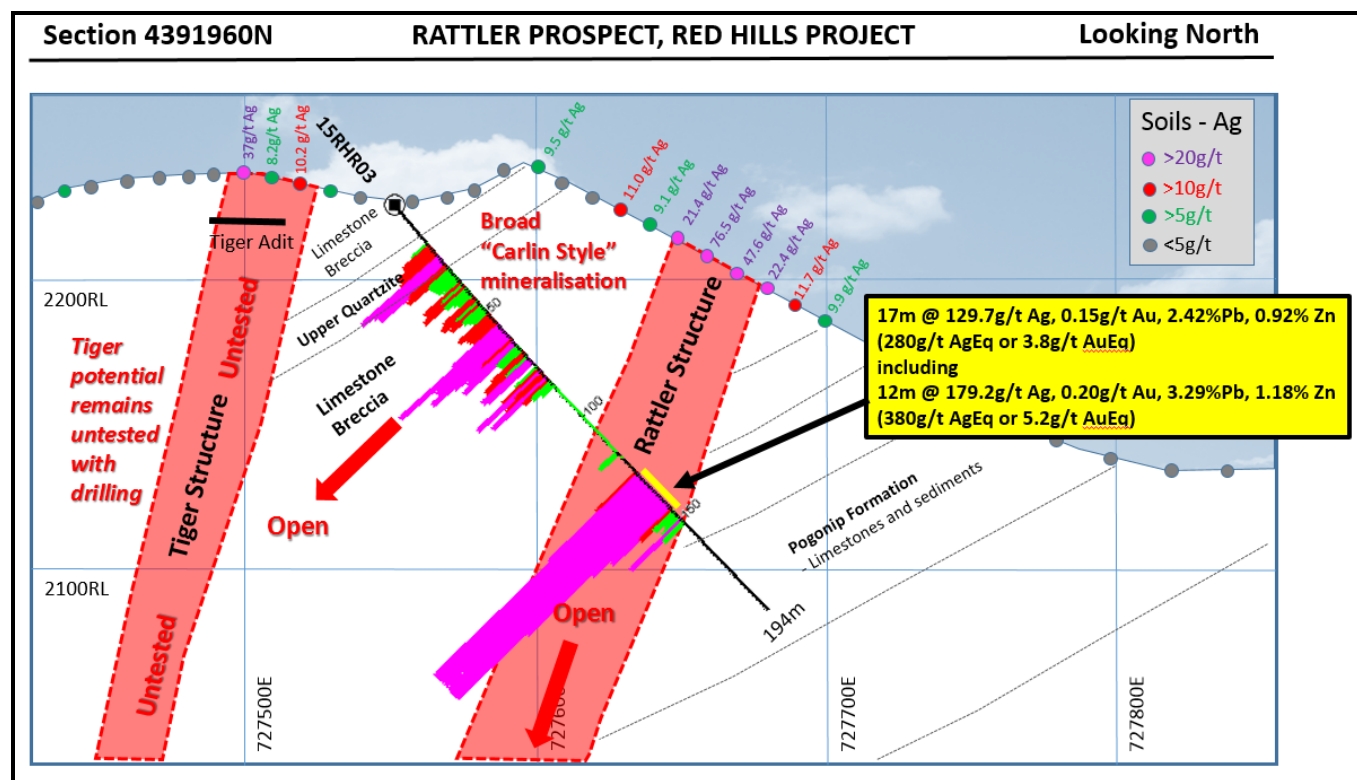 Section 4391960N
RATTLER PROSPECT, RED HILLS PROJECT
Looking North
37g/t Ag
8.2g/t Ag
10.2 g/t Ag
15RHR03
9.5 g/t Ag
11.0 g/t Ag
9.1 g/t Ag
21.4 g/t Ag
76.5 g/t Ag
47.6 g/t Ag
22.4 g/t Ag
11.7 g/t Ag
9.9 g/t Ag
Soils - Ag
>20g/t
>10g/t
>5g/t
<5g/t
Tiger Adit
Limestone
Breccia
Broad
“Carlin Style”
mineralisation
2200RL
Upper Quartzite
50
Untested
Tiger
potential
remains
untested
with
drilling
Limestone
Breccia
100
Rattler Structure
17m @ 129.7g/t Ag, 0.15g/t Au, 2.42%Pb, 0.92% Zn
(280g/t AgEq or 3.8g/t AuEq)
including
12m @ 179.2g/t Ag, 0.20g/t Au, 3.29%Pb, 1.18% Zn
(380g/t AgEq or 5.2g/t AuEq)
Tiger Structure
Open
150
Pogonip Formation
- Limestones and sediments
2100RL
Open
194m
Untested
727500E
727600E
727700E
727800E